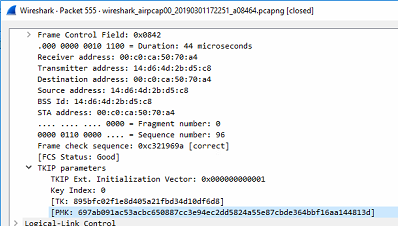 Wireshark - Packet 555 - wireshark_airpcap00_20190301172251_a08464.pcapng [closed]
Frame Control Field: 0x0842
.000 0000 0010 1100 = Duration: 44 microseconds
Receiver address: 00:c0:ca:50:70:a4
Transmitter address: 14:d6:4d:2b:d5:c8
Destination address: 00:c0:ca:50:70:a4
Source address: 14:d6:4d:2b:d5:c8
BSS Id: 14:d6:4d:2b:d5:c8
STA address: 00:c0:ca:50:70:a4
.... .... .... 0000 = Fragment number: 0
0000 0110 0000 .... = Sequence number: 96
Frame check sequence: 0xc321969a [correct]
[FCS Status: Good]
TKIP parameters
TKIP Ext. Initialization Vector: 0x000000000001
Key Index: 0
[TK: 895bfc02f1e8d405a21fbd34d10df6d8]
[PMK: 697ab091ac53acbc650887cc3e94ec2dd5824a55e87cbde364bbf16aa144813d]
Logical-Link Control